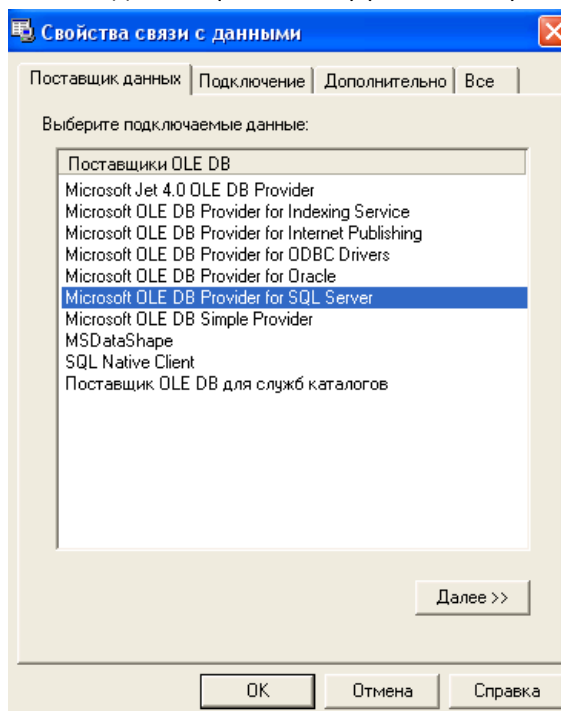 Свойства связи с данными
Поставщик данных Подключение Дополнительно Все
Выберите подключаемые данные:
Поставщики OLE DB
Microsoft Jet 4.0 OLE DB Provider
Microsoft OLE DB Provider for Indexing Service
Microsoft OLE DB Provider for Internet Publishing
Microsoft OLE DB Provider for ODBC Drivers
Microsoft OLE DB Provider for Oracle
Microsoft OLE DB Provider for SQL Server
Microsoft OLE DB Simple Provider
MSDataShape
SQL Native Client
Поставщик OLE DB для служб каталогов
Далее >>
ОК Отмена Справка